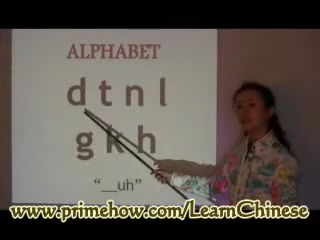 ALPHABET
d t n l
g k h
“__uh”
www.primehow.com/LearnChinese